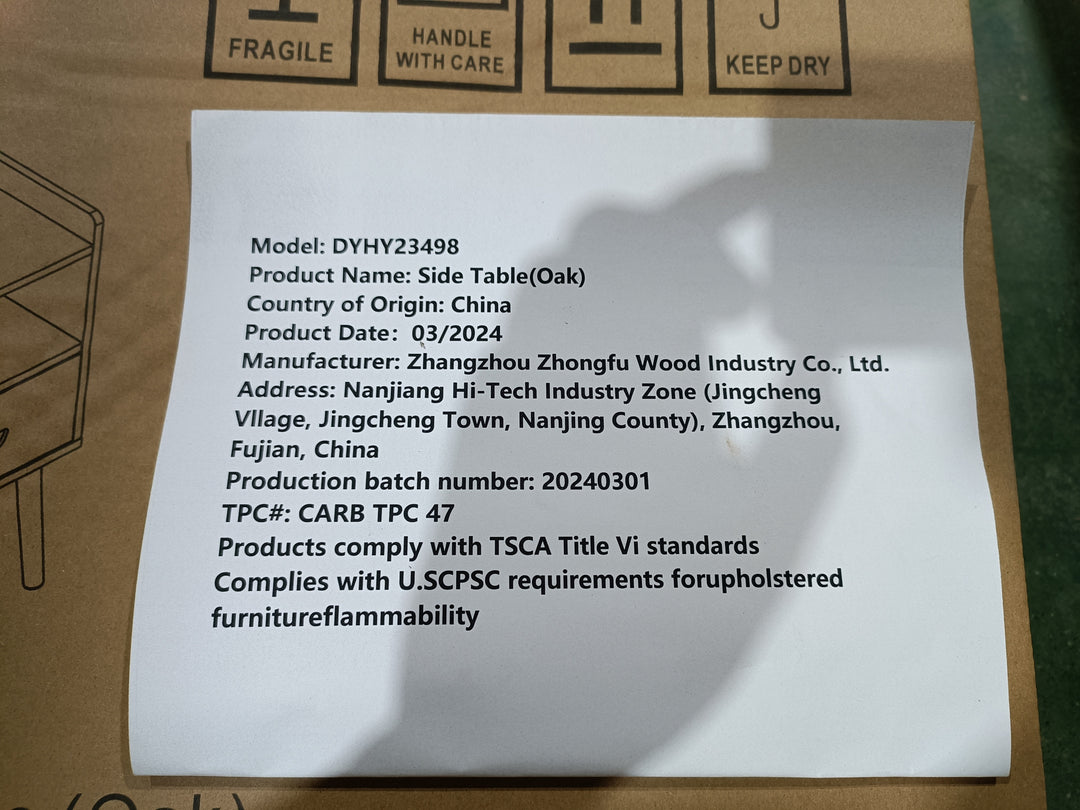 FRAGILE
HANDLE
WITH CARE
KEEP DRY
Model: DYHY23498
Product Name: Side Table(Oak)
Country of Origin: China
Product Date: 03/2024
Manufacturer: Zhangzhou Zhongfu Wood Industry Co., Ltd.
Address: Nanjiang Hi-Tech Industry Zone (Jingcheng
Vllage, Jingcheng Town, Nanjing County), Zhangzhou,
Fujian, China
Production batch number: 20240301
TPC#: CARB TPC 47
Products comply with TSCA Title Vi standards
Complies with U.SCPSC requirements forupholstered
furnitureflammability
(Oak)